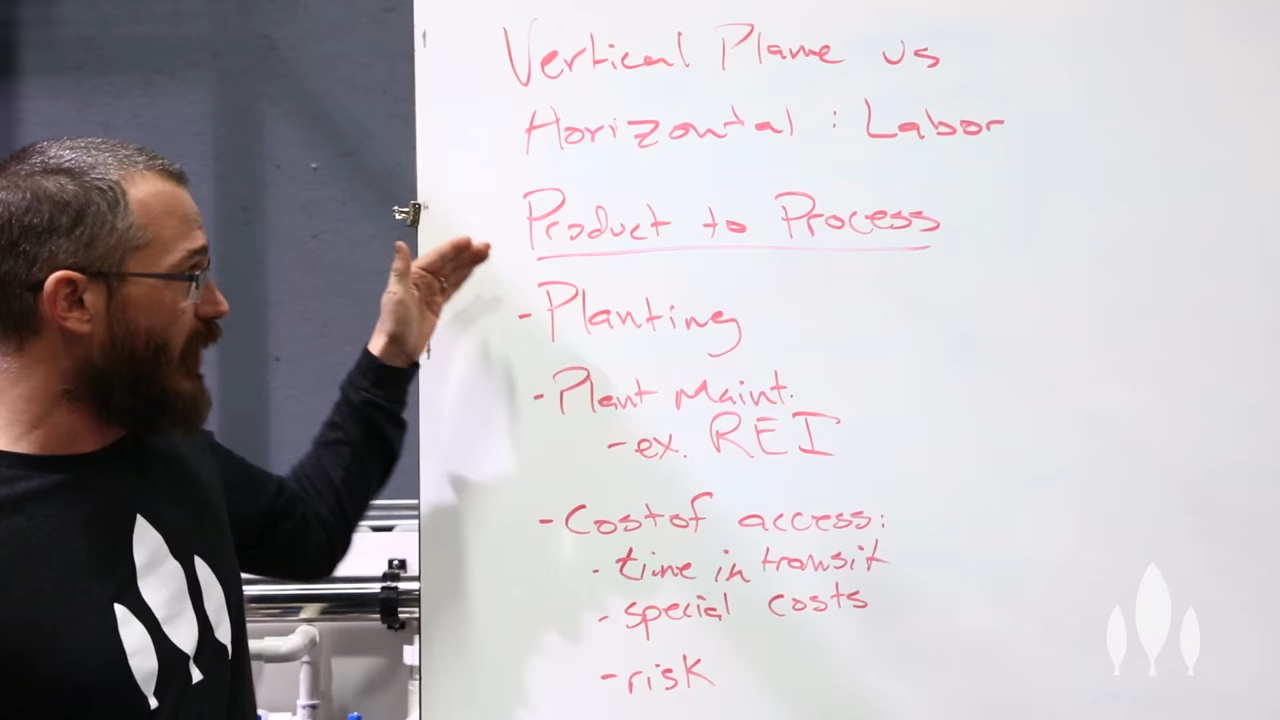 Vertical Plane vs
Horizontal : Labor
Product to Process
- Planting
- Plant Maint.
- ex. REI
- Cost of access:
· time in transit
- special costs
- risk